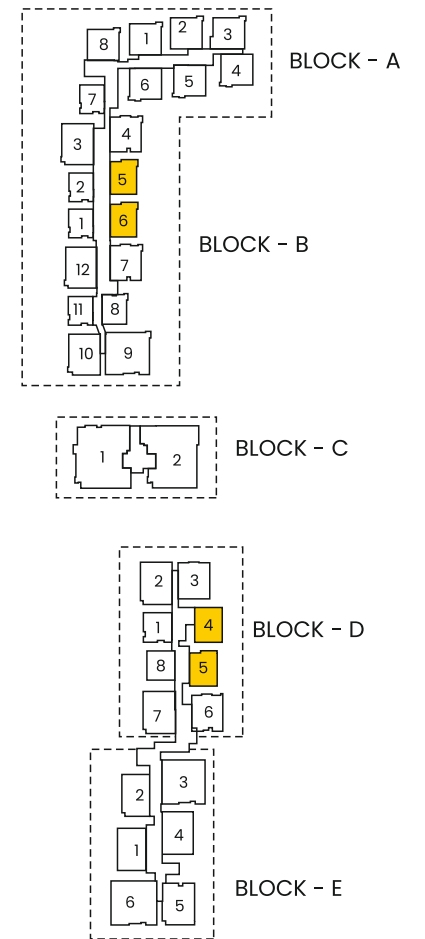 8 1 2 3
BLOCK - A
6 5 4
7
4
3
5
2
6
1
BLOCK - B
12 7
11 8
10 9
1 2
BLOCK - C
2 3
1 4
BLOCK - D
8 5
7 6
2 3
1 4
6 5
BLOCK - E